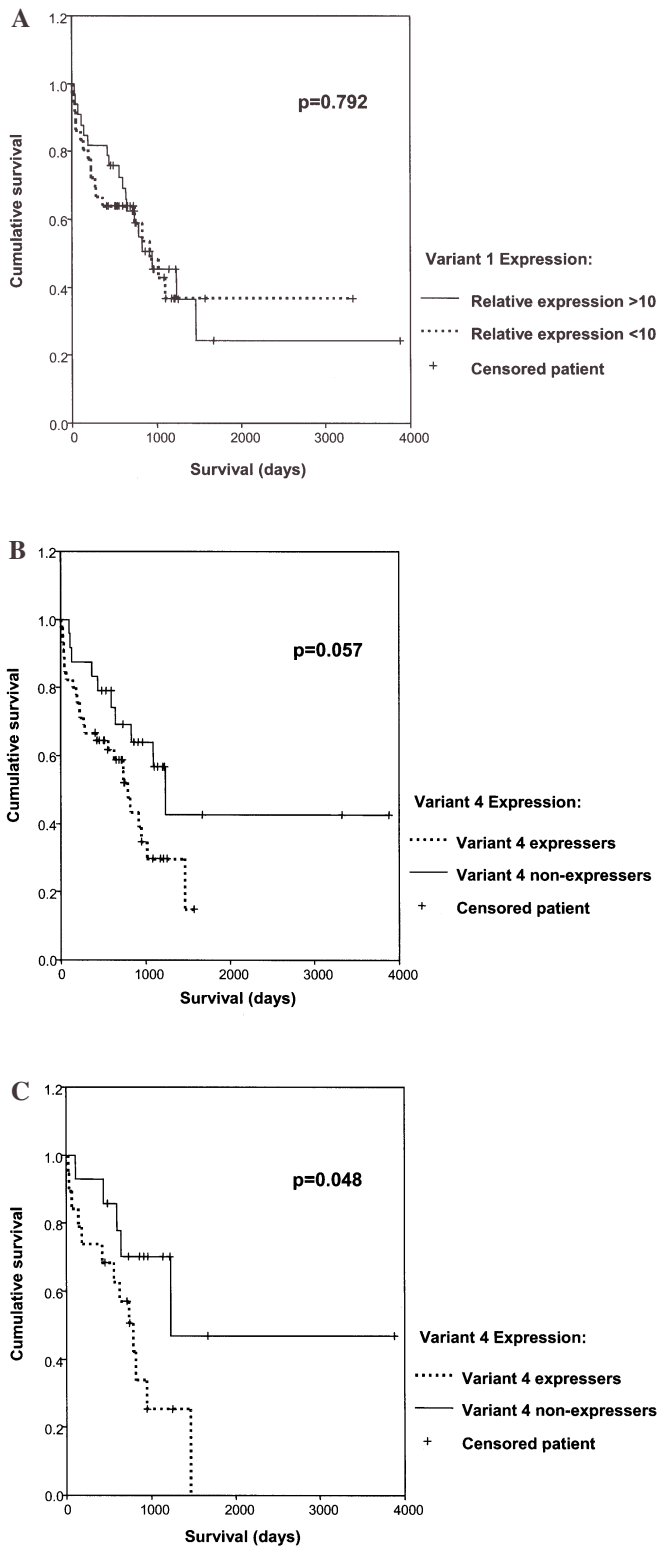 A
1.2
1.0
0.8
0.6
0.4
0.2
0.0
Cumulative survival
p=0.792
0 1000 2000 3000 4000
Survival (days)
Variant 1 Expression:
Relative expression >10
Relative expression <10
+ Censored patient
B
1.2
1.0
0.8
0.6
0.4
0.2
0.0
Cumulative survival
p=0.057
0 1000 2000 3000 4000
Survival (days)
Variant 4 Expression:
Variant 4 expressers
Variant 4 non-expressers
+ Censored patient
C
1.2
1.0
0.8
0.6
0.4
0.2
0.0
Cumulative survival
p=0.048
0 1000 2000 3000 4000
Survival (days)
Variant 4 Expression:
Variant 4 expressers
Variant 4 non-expressers
+ Censored patient